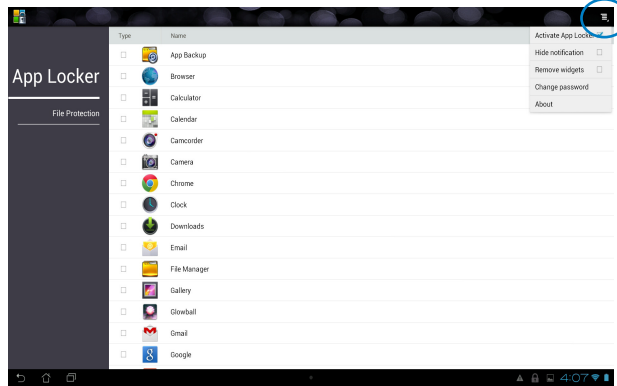 Type Name
Activate App Locker
Hide notification
Remove widgets
Change password
About
App Locker
File Protection
App Backup
Browser
Calculator
Calendar
Camcorder
Camera
Chrome
Clock
Downloads
Email
File Manager
Gallery
Glowball
Gmail
Google
4:07